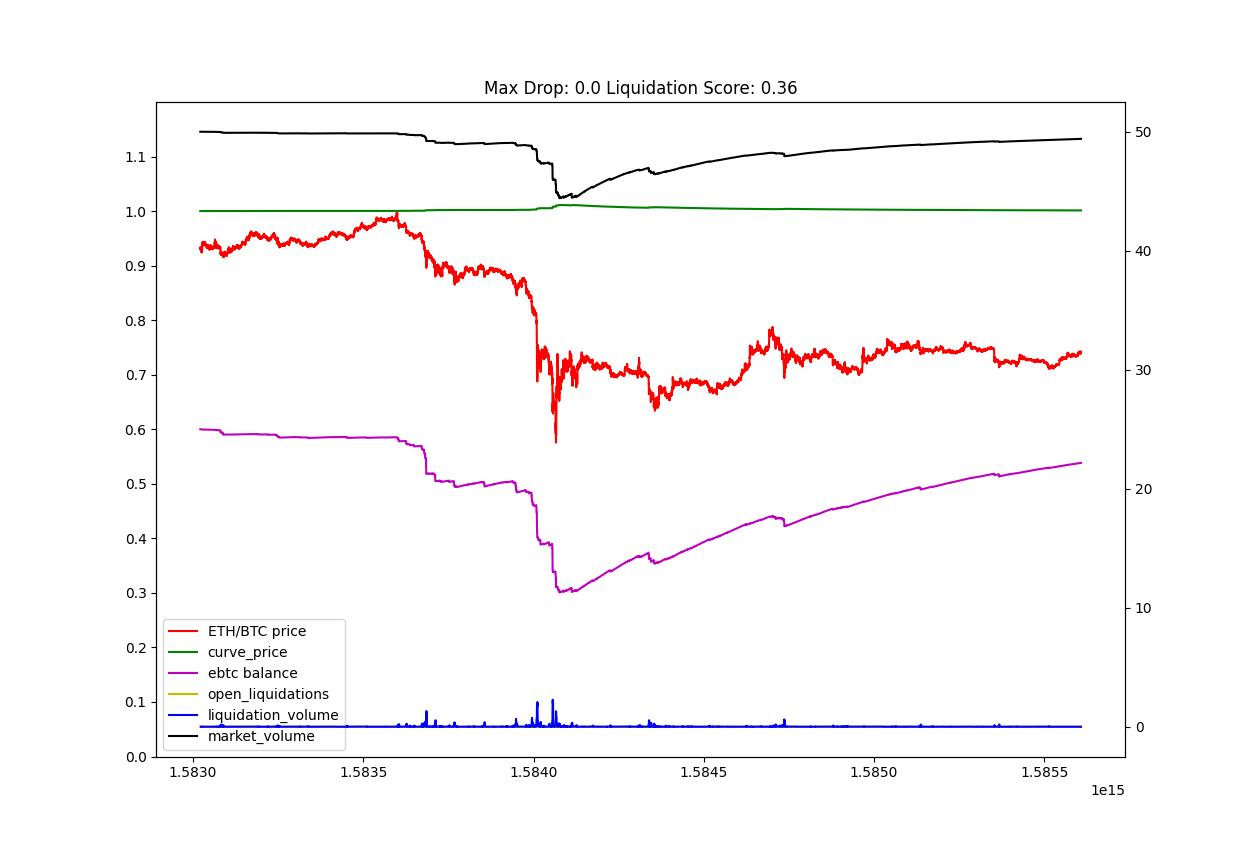 Max Drop: 0.0 Liquidation Score: 0.36
1.1
1.0
0.9
0.8
0.7
0.6
0.5
0.4
0.3
0.2
0.1
0.0
50
40
30
20
10
0
ETH/BTC price
curve_price
ebtc balance
open_liquidations
liquidation_volume
market_volume
1.5830 1.5835 1.5840 1.5845 1.5850 1.5855
1e15